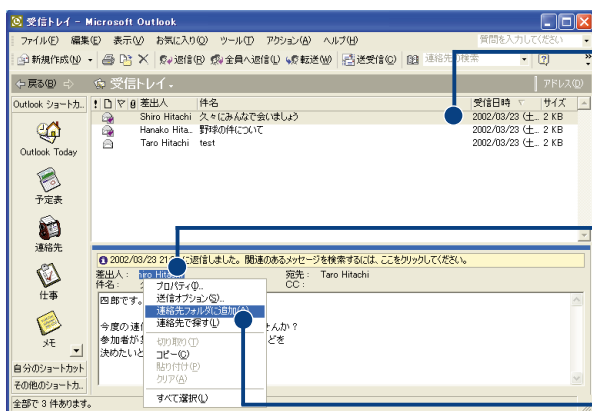 受信トレイ - Microsoft Outlook
ファイル(F) 編集(E) 表示(V) お気に入り(O) ツール(T) アクション(A) ヘルプ(H) 質問を入力してください
新規作成(N) 返信(R) 全員へ返信(L) 転送(W) 送受信(C) 連絡先の検索
戻る(B) 受信トレイ アドレス(D)
Outlook ショートカ.. 差出人 件名 受信日時 サイズ
Shiro Hitachi 久々にみんなで会いましょう 2002/03/23 (土... 2 KB
Hanako Hita... 野球の件について 2002/03/23 (土... 2 KB
Taro Hitachi test 2002/03/23 (土... 2 KB
Outlook Today
予定表
連絡先
仕事
メモ
自分のショートカット
その他のショートカ..
2002/03/23 21 に返信しました。関連のあるメッセージを検索するには、ここをクリックしてください。
差出人: hiro Hitachi 宛先: Taro Hitachi
件名: CC:
四郎です。
今度の連 せんか?
参加者が どきを
決めたいと
プロパティ(P)...
送信オプション(S)...
連絡先フォルダに追加(A)
連絡先で探す(L)
切り取り(T)
コピー(C)
貼り付け(P)
クリア(A)
すべて選択(L)
全部で 3 件あります。